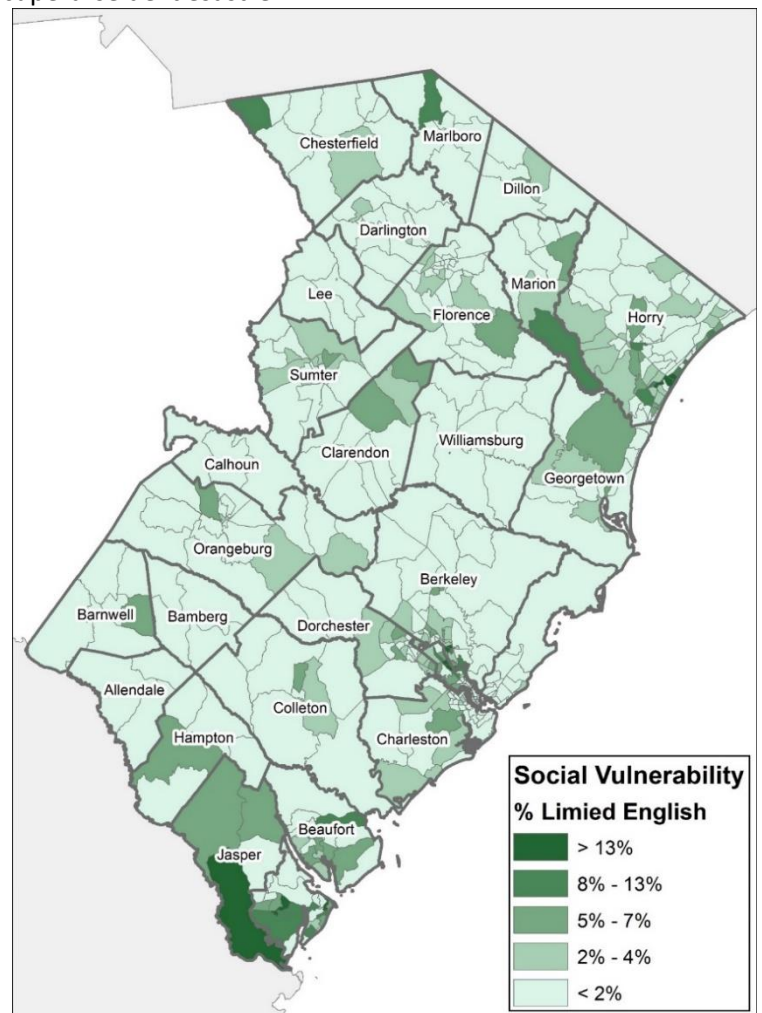 Chesterfield
Marlboro
Dillon
Darlington
Marion
Lee
Florence
Horry
Sumter
Clarendon
Williamsburg
Calhoun
Georgetown
Orangeburg
Berkeley
Barnwell
Bamberg
Dorchester
Allendale
Colleton
Hampton
Charleston
Beaufort
Jasper
Social Vulnerability
% Limied English
> 13%
8% - 13%
5% - 7%
2% - 4%
< 2%